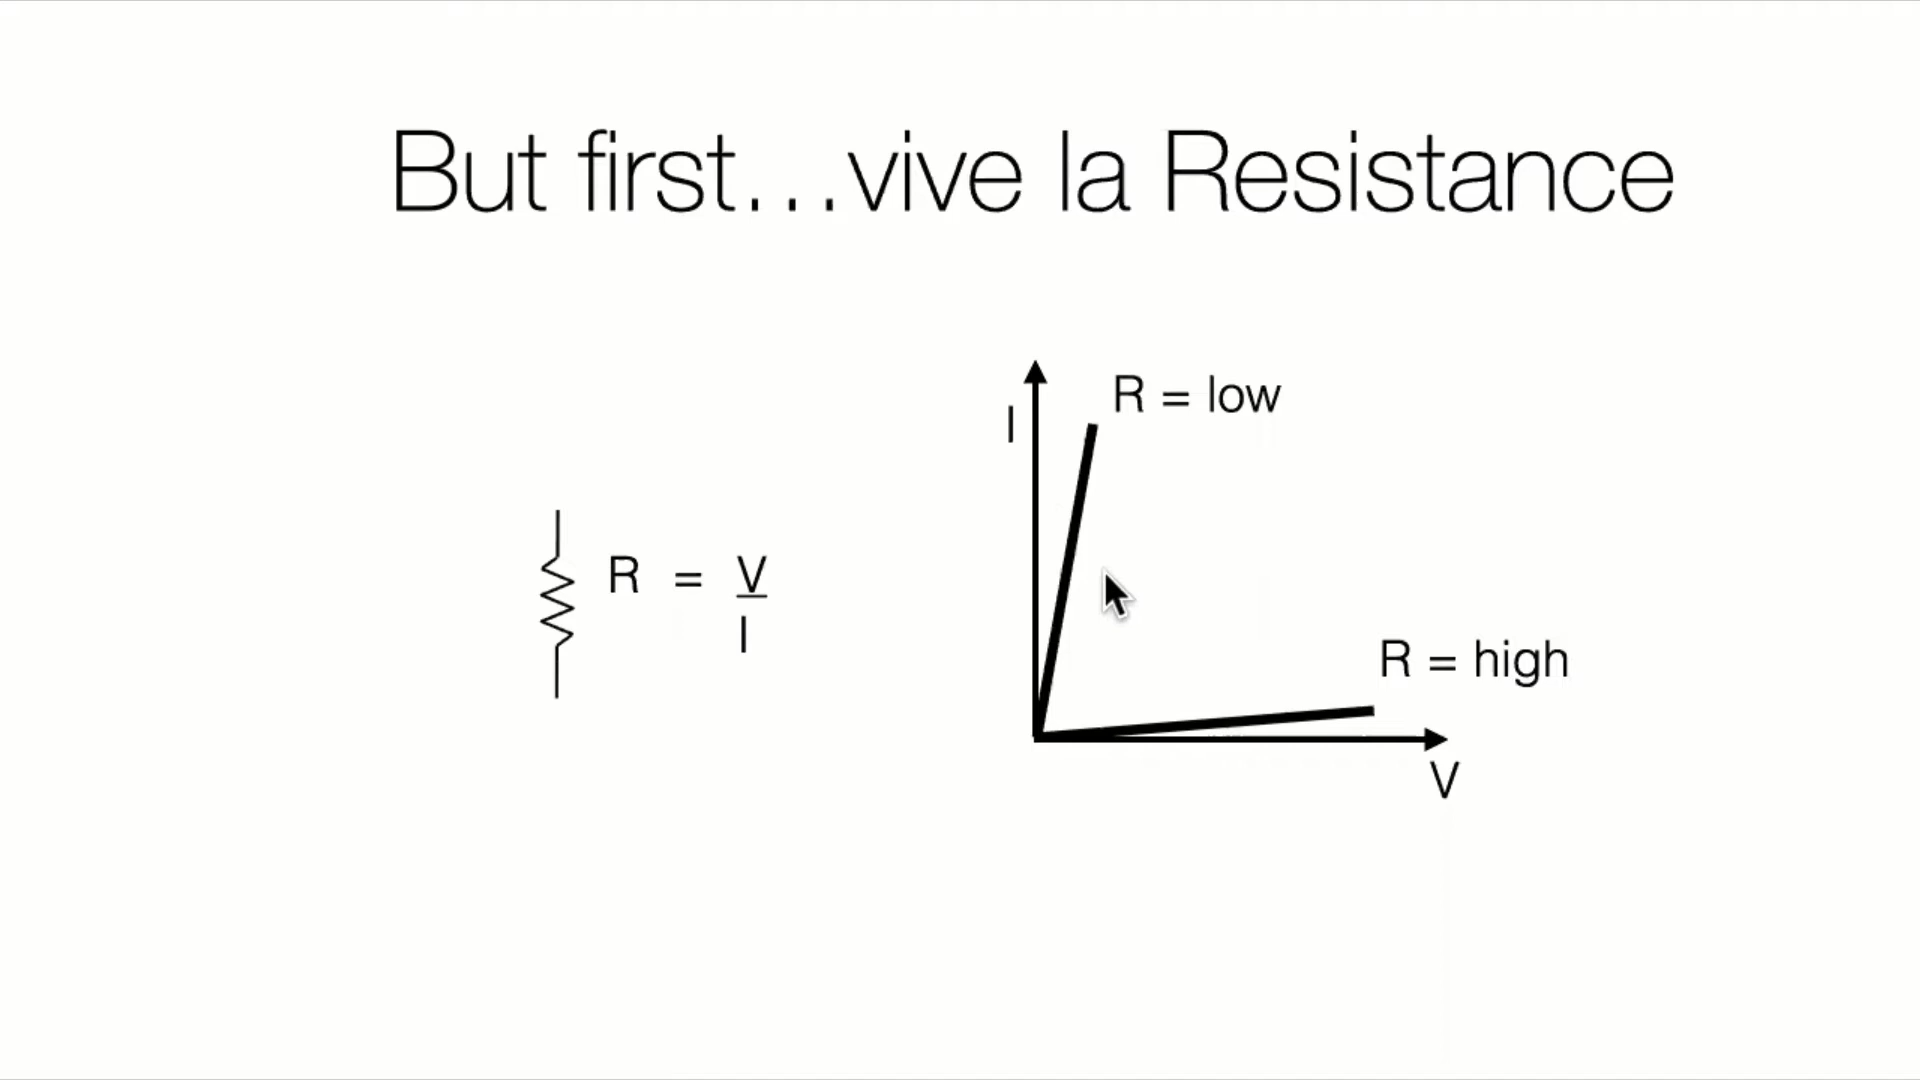 But first…vive la Resistance
I
R = low
R = V
I
R = high
V